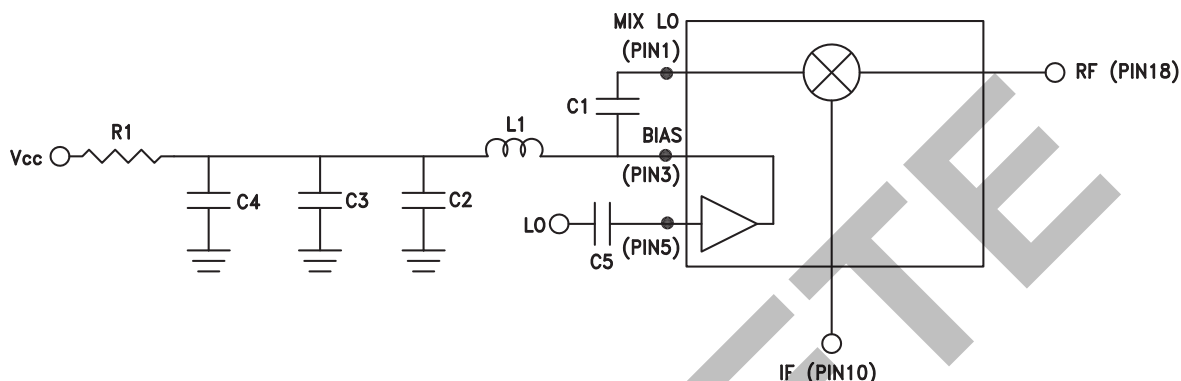 MIX LO
(PIN1)
RF (PIN18)
C1
R1
L1
BIAS
Vcc
(PIN3)
C4
C3
C2
LO
(PIN5)
C5
IF (PIN10)